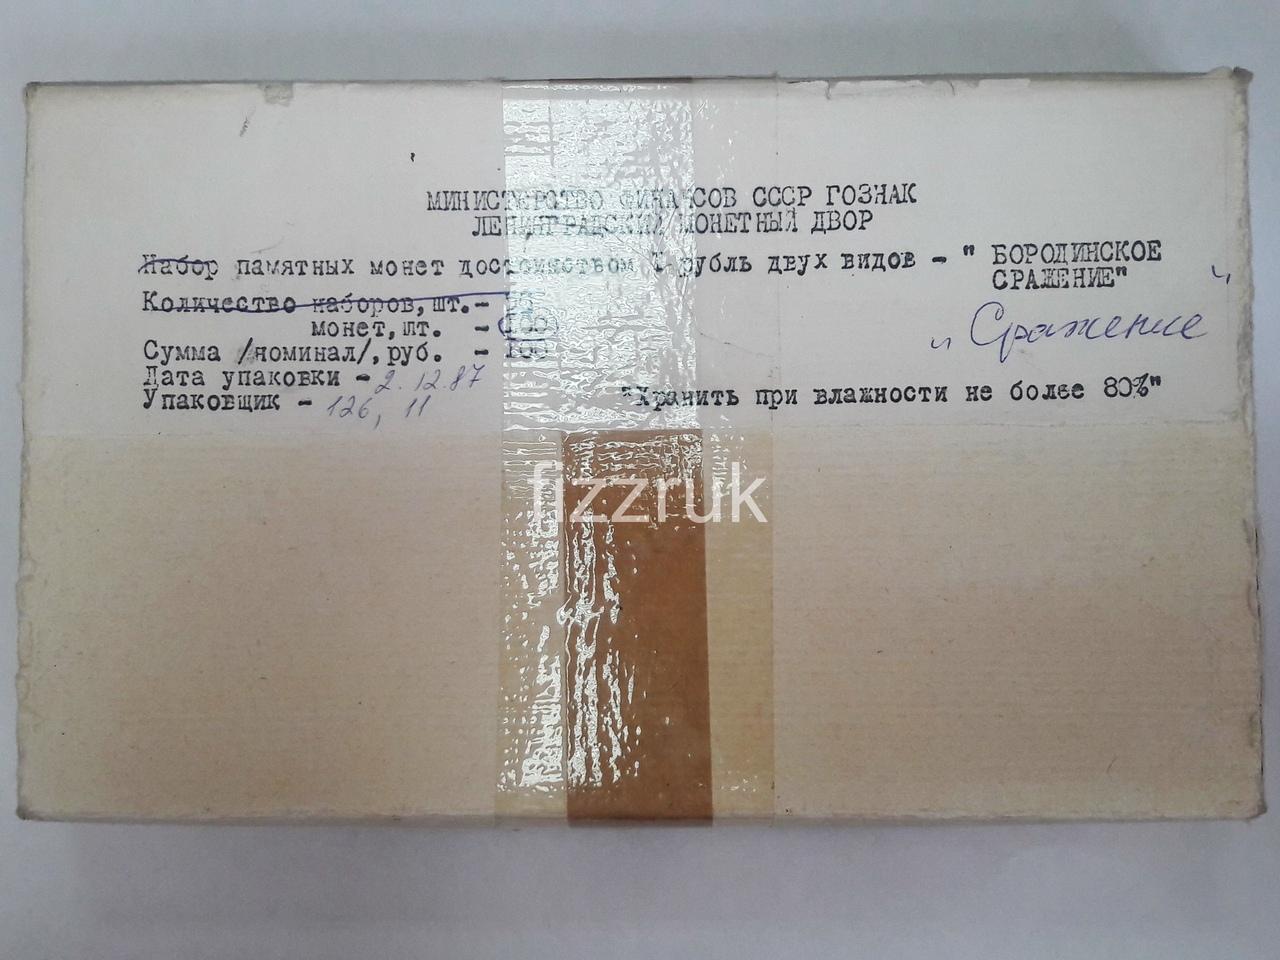 МИНИСТЕРСТВО ФИНАНСОВ СССР ГОЗНАК
ЛЕНИНГРАДСКИЙ МОНЕТНЫЙ ДВОР
Набор памятных монет достоинством 1 рубль двух видов - " БОРОДИНСКОЕ
СРАЖЕНИЕ"
Количество наборов, шт.-
монет, шт. - 100
"Сражение"
Сумма /номинал/, руб. - 100
Дата упаковки - 2.12.87
Упаковщик - 126, 11
"Хранить при влажности не более 80%"
fizzruk